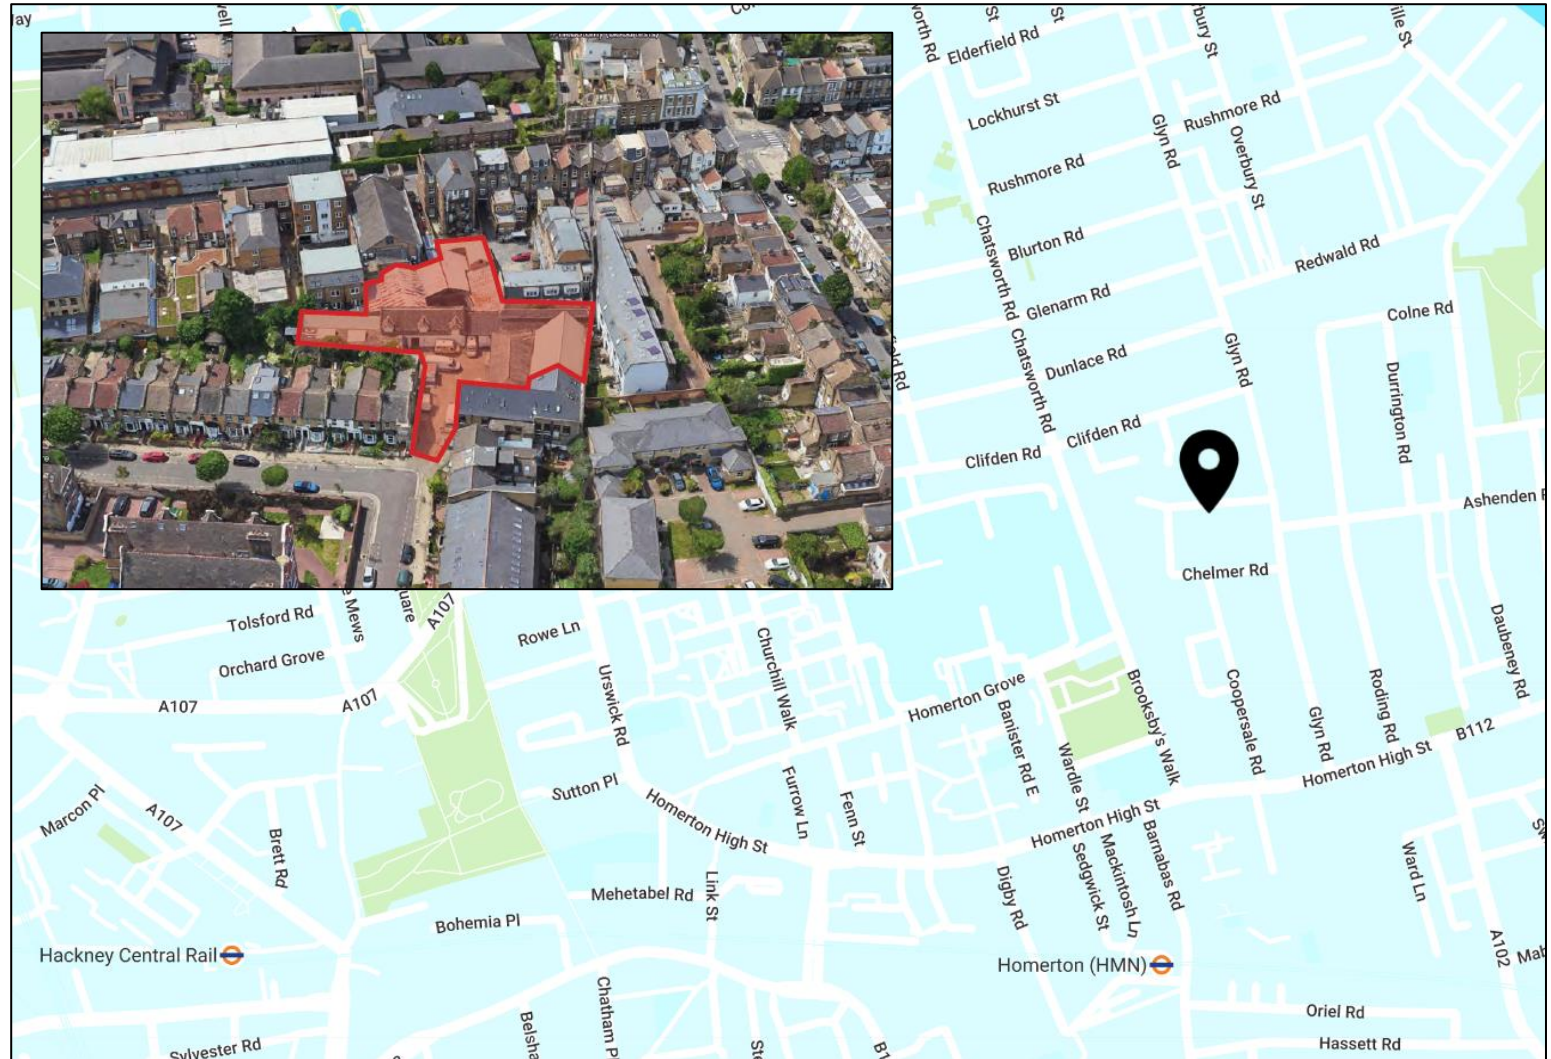 Elderfield Rd
Lockhurst St
Rushmore Rd
Rushmore Rd
Glyn Rd
Overbury St
Blurton Rd
Chatsworth Rd
Redwald Rd
Glenarm Rd
Chatsworth Rd
Colne Rd
Dunlace Rd
Glyn Rd
Durrington Rd
Clifden Rd
Clifden Rd
Ashenden
Chelmer Rd
Tolsford Rd
Mews
A107
Rowe Ln
Churchill Walk
Daubeney Rd
Orchard Grove
Urswick Rd
Homerton Grove
Brooksby's Walk
Coopersale Rd
Roding Rd
A107
A107
Banister Rd E
Glyn Rd
B112
Wardle St
Homerton High St
Sutton Pl
Furrow Ln
Fenn St
Marcon Pl
A107
Homerton High St
Homerton High St
Brett Rd
Mackintosh Ln
Sedgwick St
Barnabas Rd
Ward Ln
Mehetabel Rd
Link St
Digby Rd
Bohemia Pl
Hackney Central Rail
Homerton (HMN)
A102
Chatham Pl
Oriel Rd
Sylvester Rd
Hassett Rd